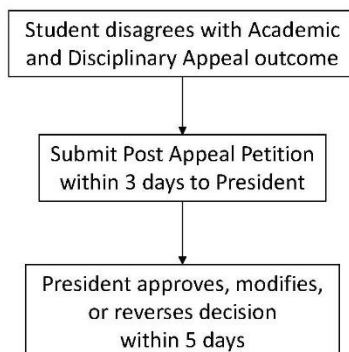 Student disagrees with Academic
and Disciplinary Appeal outcome
Submit Post Appeal Petition
within 3 days to President
President approves, modifies,
or reverses decision
within 5 days